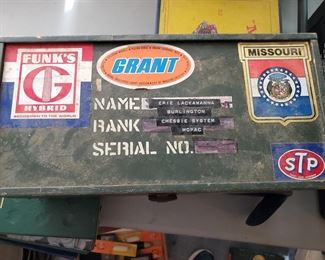 FUNK'S
G
HYBRID
GRANT
MISSOURI
NAME ERIE LACKAWANNA
BURLINGTON
RANK CHESSIE SYSTEM
MOPAC
SERIAL NO.
STP